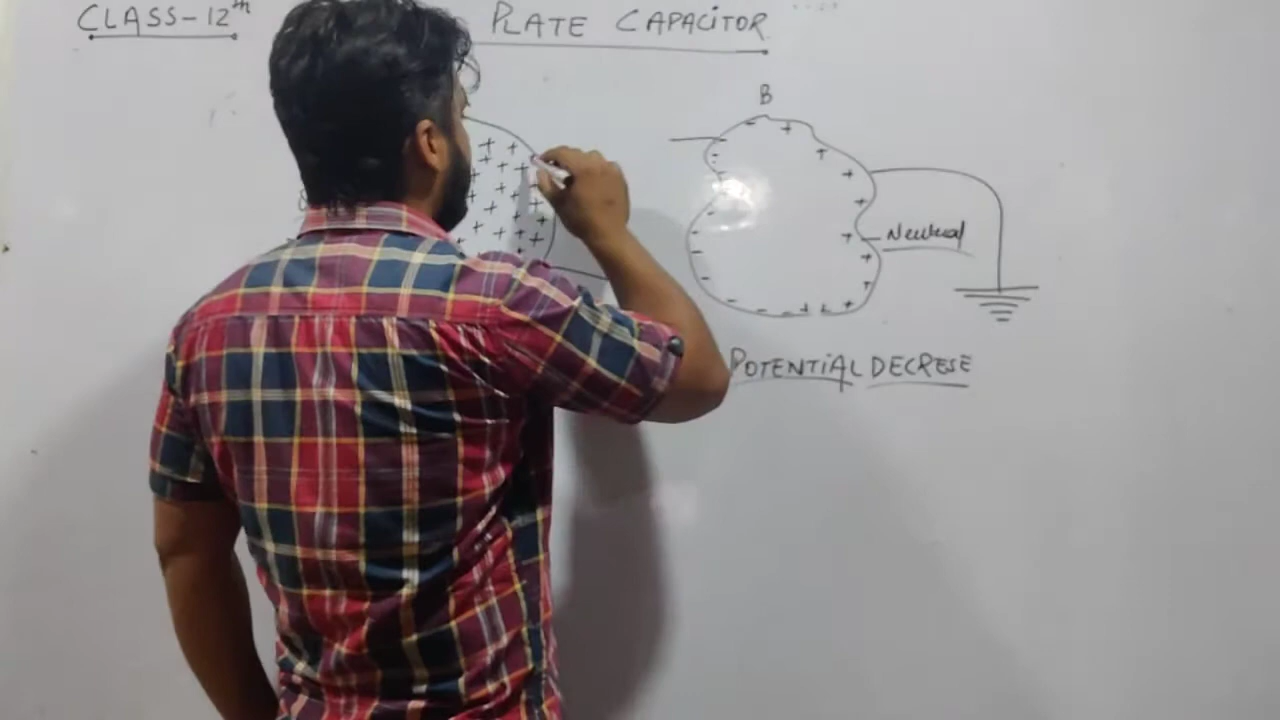 CLASS-12th PLATE CAPACITOR
B
Neutral
POTENTIAL DECRESE